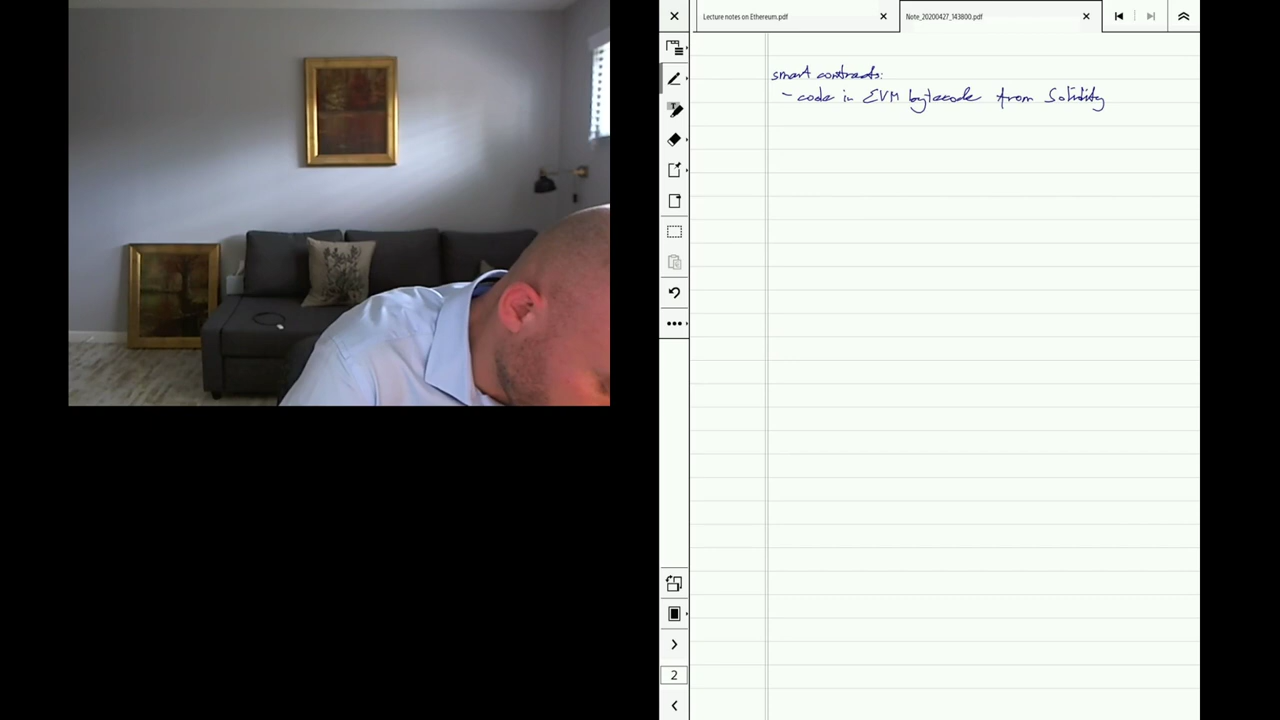 Lecture notes on Ethereum.pdf
Note_20200427_143800.pdf
smart contracts:
- code in EVM bytecode from Solidity
2